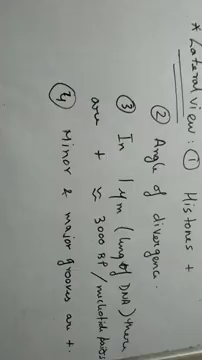 * Lateral view : ① Histones +
② Angle of divergence.
③ In 1 μm (lung of DNA) there
are + ≈ 3000 BP / nucleotide pairs
④ Minor & major grooves are +.